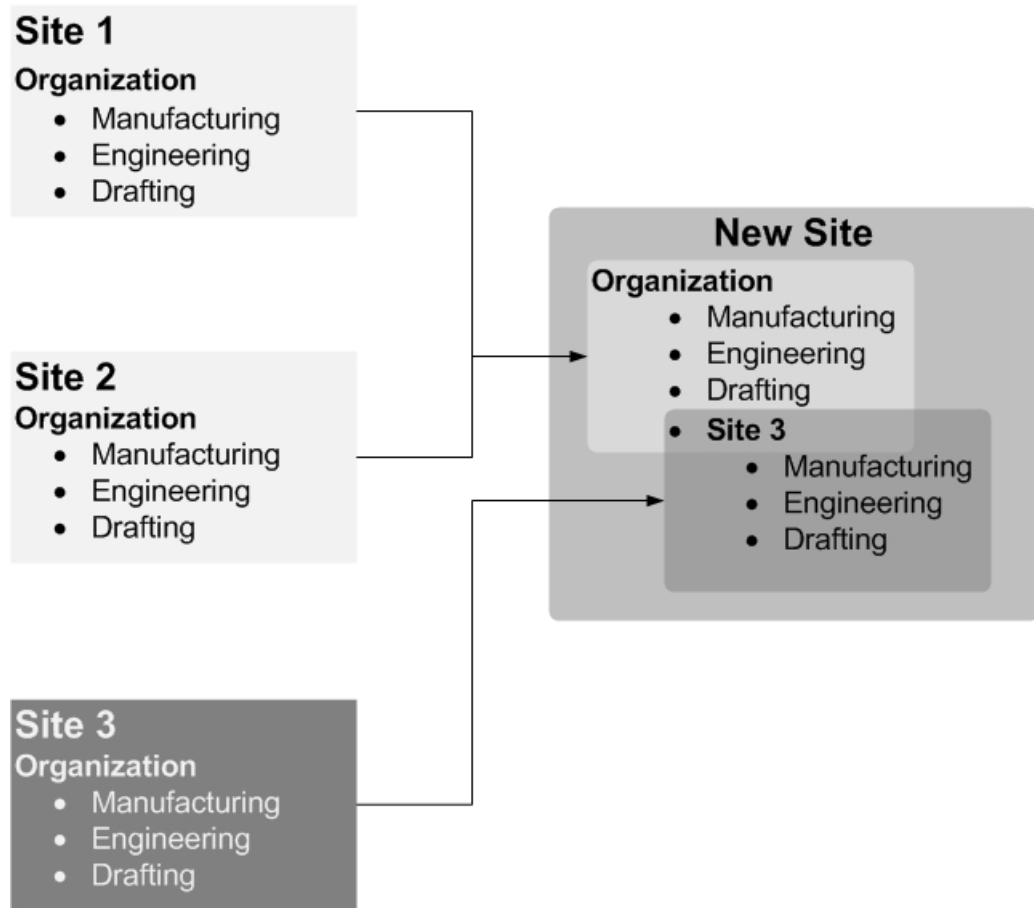 Site 1
Organization
• Manufacturing
• Engineering
• Drafting
Site 2
Organization
• Manufacturing
• Engineering
• Drafting
Site 3
Organization
• Manufacturing
• Engineering
• Drafting
New Site
Organization
• Manufacturing
• Engineering
• Drafting
• Site 3
• Manufacturing
• Engineering
• Drafting